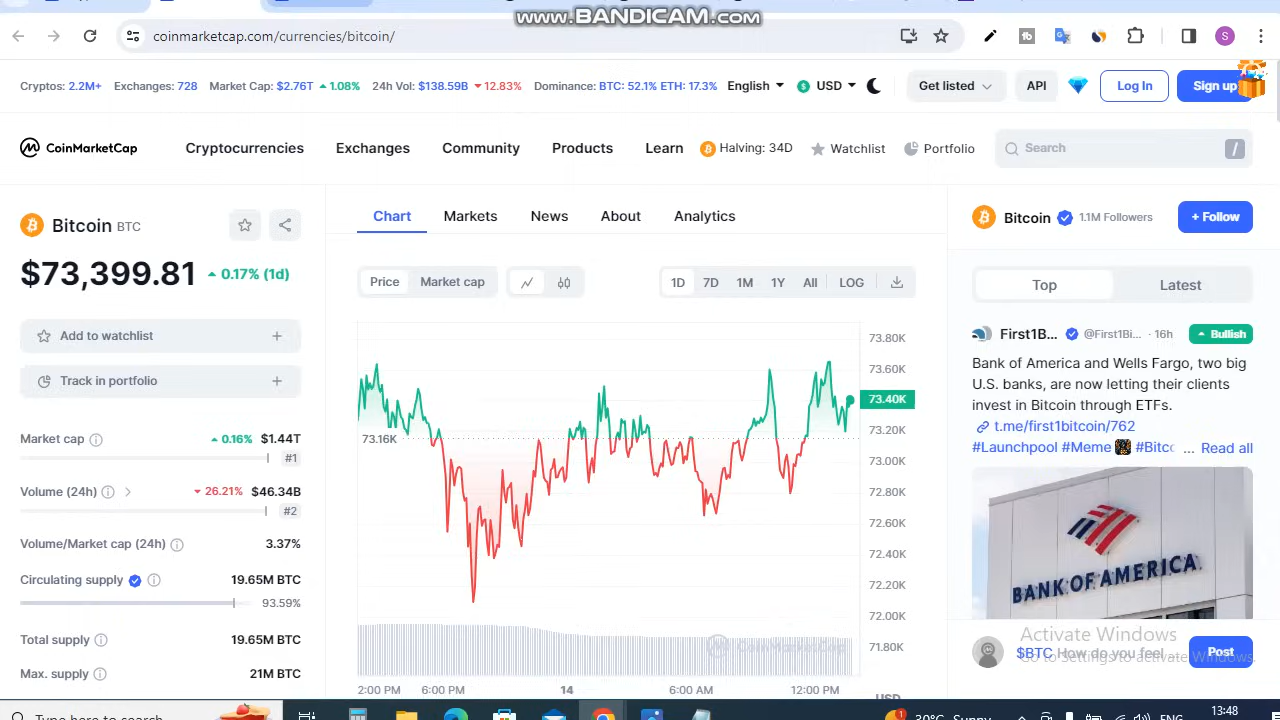 www.BANDICAM.com
coinmarketcap.com/currencies/bitcoin/
Cryptos: 2.2M+ Exchanges: 728 Market Cap: $2.76T 1.08% 24h Vol: $138.59B 12.83% Dominance: BTC: 52.1% ETH: 17.3% English USD Get listed API Log In Sign up
CoinMarketCap Cryptocurrencies Exchanges Community Products Learn Halving: 34D Watchlist Portfolio Search /
Bitcoin BTC
$73,399.81 0.17% (1d)
Add to watchlist +
Track in portfolio +
Market cap 0.16% $1.44T
#1
Volume (24h) 26.21% $46.34B
#2
Volume/Market cap (24h) 3.37%
Circulating supply 19.65M BTC
93.59%
Total supply 19.65M BTC
Max. supply 21M BTC
Chart Markets News About Analytics
Price Market cap 1D 7D 1M 1Y All LOG
73.80K
73.60K
73.40K
73.20K
73.16K
73.00K
72.80K
72.60K
72.40K
72.20K
72.00K
71.80K
CoinMarketCap
2:00 PM 6:00 PM 14 6:00 AM 12:00 PM USD
Bitcoin 1.1M Followers + Follow
Top Latest
First1B... @First1Bi... · 16h Bullish
Bank of America and Wells Fargo, two big
U.S. banks, are now letting their clients
invest in Bitcoin through ETFs.
t.me/first1bitcoin/762
#Launchpool #Meme #Bitc ... Read all
BANK OF AMERICA
Activate Windows
Go to Settings to activate Windows.
$BTC How do you feel Post
Type here to search
1
30°C Sunny
ENG
13:48
S